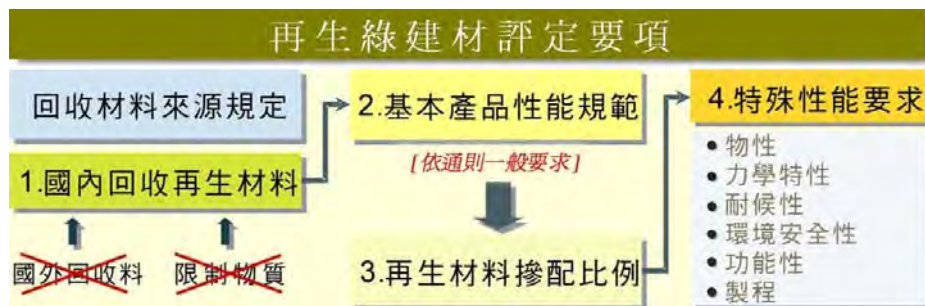 再生綠建材評定要項
回收材料來源規定
1.國內回收再生材料
國外回收料
限制物質
2.基本產品性能規範
[依通則一般要求]
3.再生材料摻配比例
4.特殊性能要求
•物性
•力學特性
•耐候性
•環境安全性
•功能性
•製程